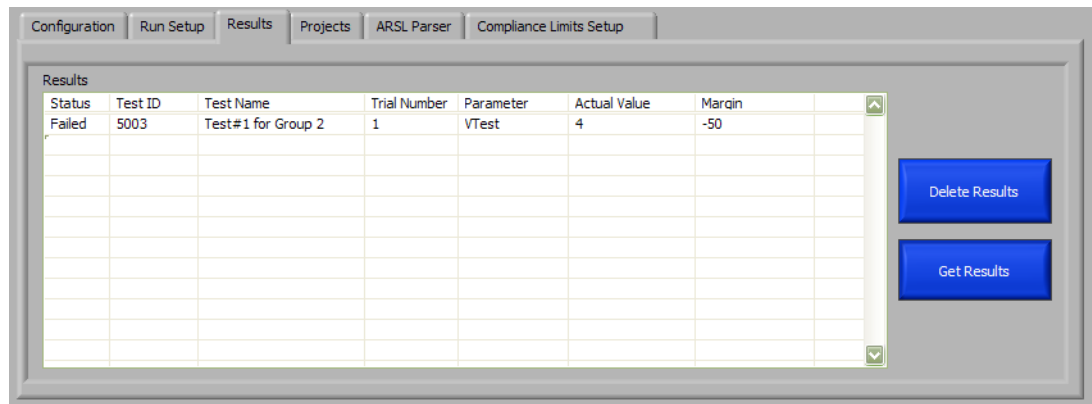 Configuration Run Setup Results Projects ARSL Parser Compliance Limits Setup
Results
Status Test ID Test Name Trial Number Parameter Actual Value Margin
Failed 5003 Test#1 for Group 2 1 VTest 4 -50
Delete Results
Get Results